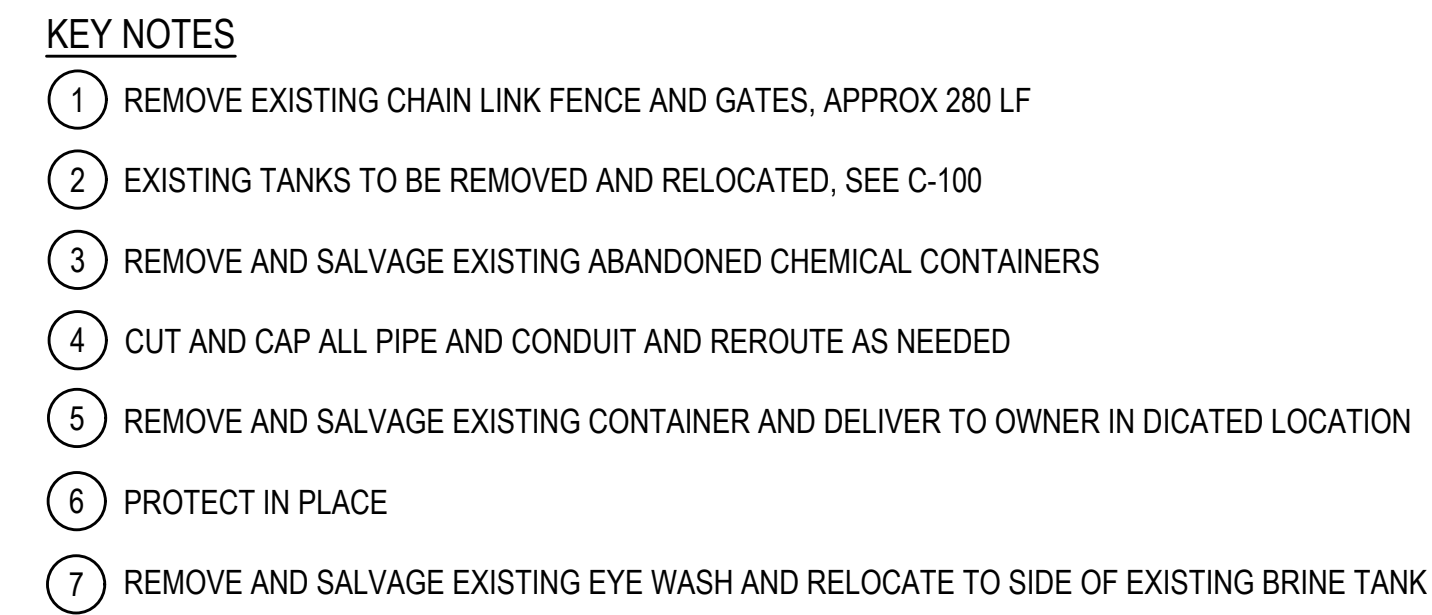 KEY NOTES
1 REMOVE EXISTING CHAIN LINK FENCE AND GATES, APPROX 280 LF
2 EXISTING TANKS TO BE REMOVED AND RELOCATED, SEE C-100
3 REMOVE AND SALVAGE EXISTING ABANDONED CHEMICAL CONTAINERS
4 CUT AND CAP ALL PIPE AND CONDUIT AND REROUTE AS NEEDED
5 REMOVE AND SALVAGE EXISTING CONTAINER AND DELIVER TO OWNER IN DICATED LOCATION
6 PROTECT IN PLACE
7 REMOVE AND SALVAGE EXISTING EYE WASH AND RELOCATE TO SIDE OF EXISTING BRINE TANK